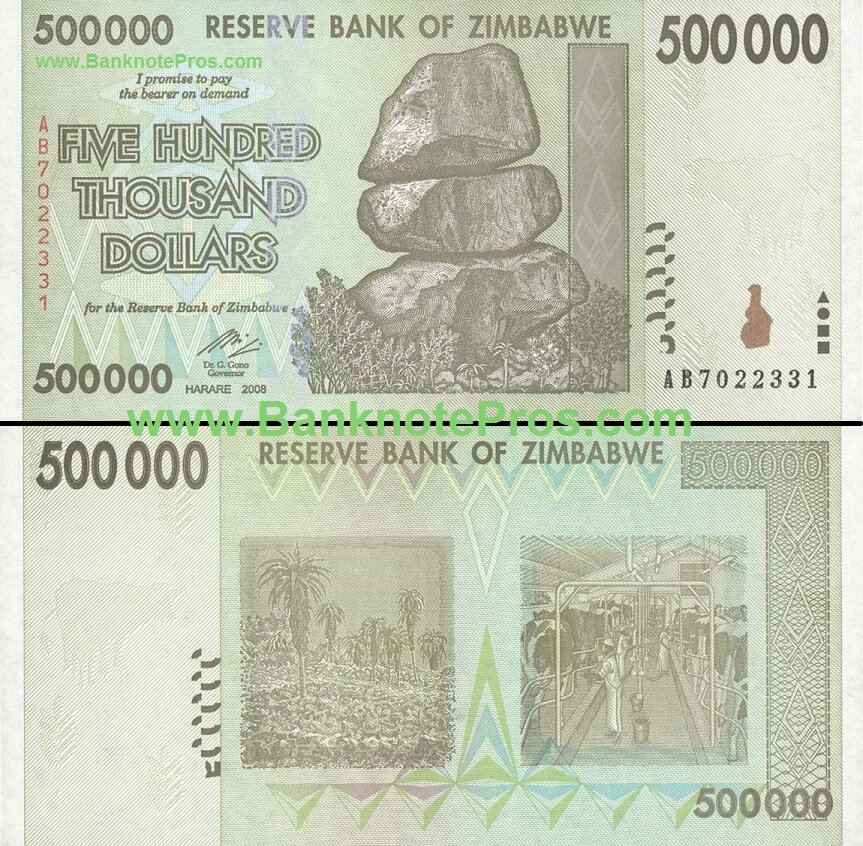 500000 RESERVE BANK OF ZIMBABWE 500000
www.BanknotePros.com
I promise to pay
the bearer on demand
AB7022331
FIVE HUNDRED
THOUSAND
DOLLARS
for the Reserve Bank of Zimbabwe
Dr. G. Gono
Governor
500000
HARARE 2008
AB7022331
www.BanknotePros.com
500000 RESERVE BANK OF ZIMBABWE 500000
500000